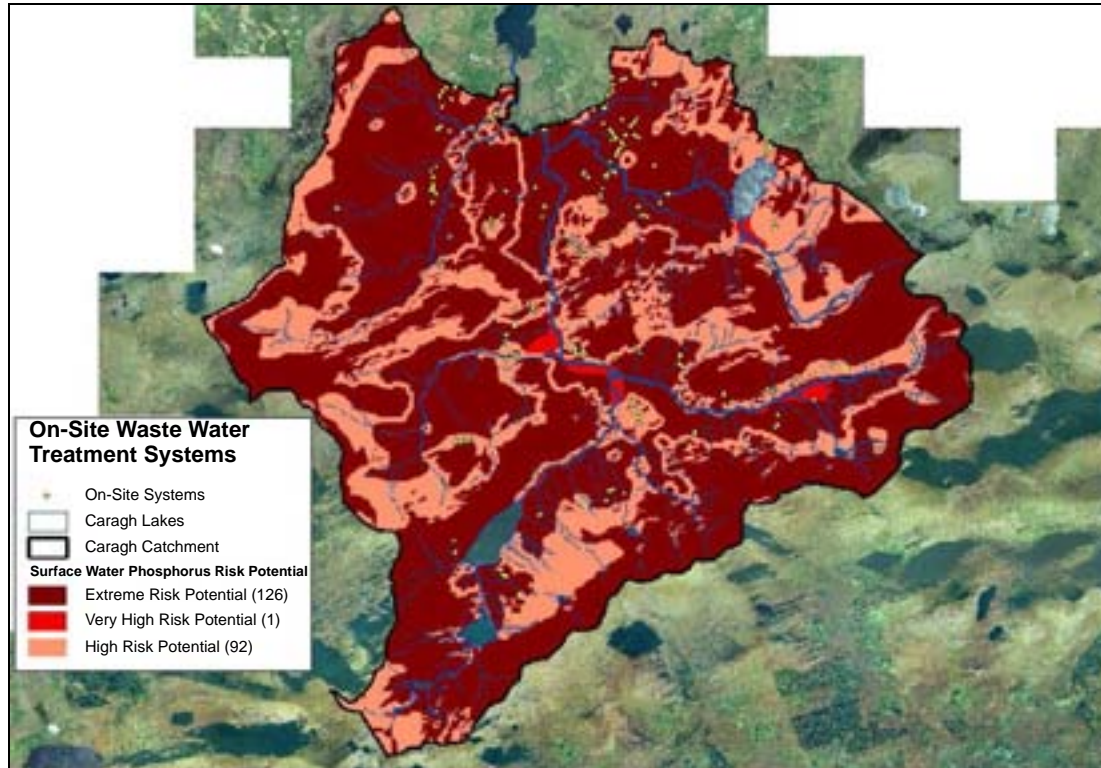 On-Site Waste Water
Treatment Systems
On-Site Systems
Caragh Lakes
Caragh Catchment
Surface Water Phosphorus Risk Potential
Extreme Risk Potential (126)
Very High Risk Potential (1)
High Risk Potential (92)